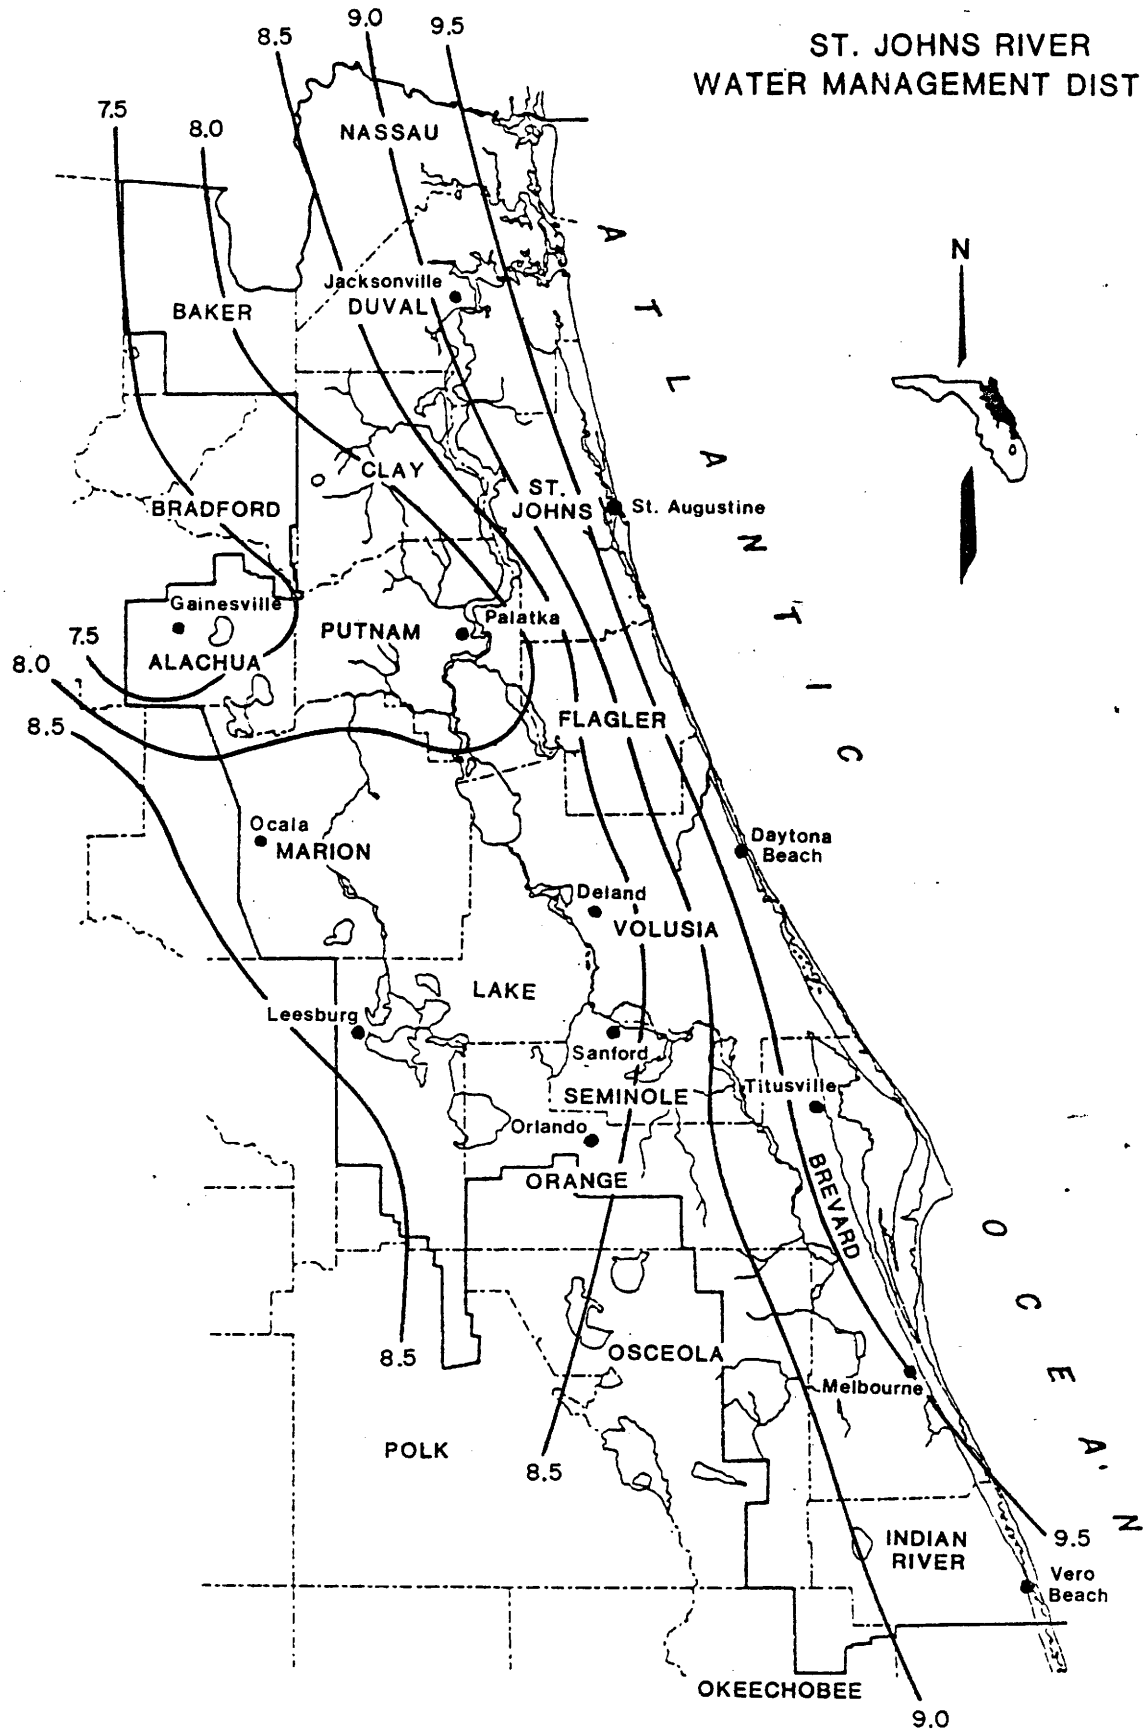 ST. JOHNS RIVER
WATER MANAGEMENT DIST
7.5
8.0
8.5
9.0
9.5
NASSAU
BAKER
Jacksonville
DUVAL
CLAY
BRADFORD
ST.
JOHNS
St. Augustine
Gainesville
ALACHUA
PUTNAM
Palatka
7.5
8.0
8.5
FLAGLER
Ocala
MARION
Daytona
Beach
Deland
VOLUSIA
LAKE
Leesburg
Sanford
SEMINOLE
Titusville
Orlando
ORANGE
BREVARD
OSCEOLA
8.5
Melbourne
POLK
8.5
INDIAN
RIVER
9.5
Vero
Beach
OKEECHOBEE
9.0
N
ATLANTIC OCEAN